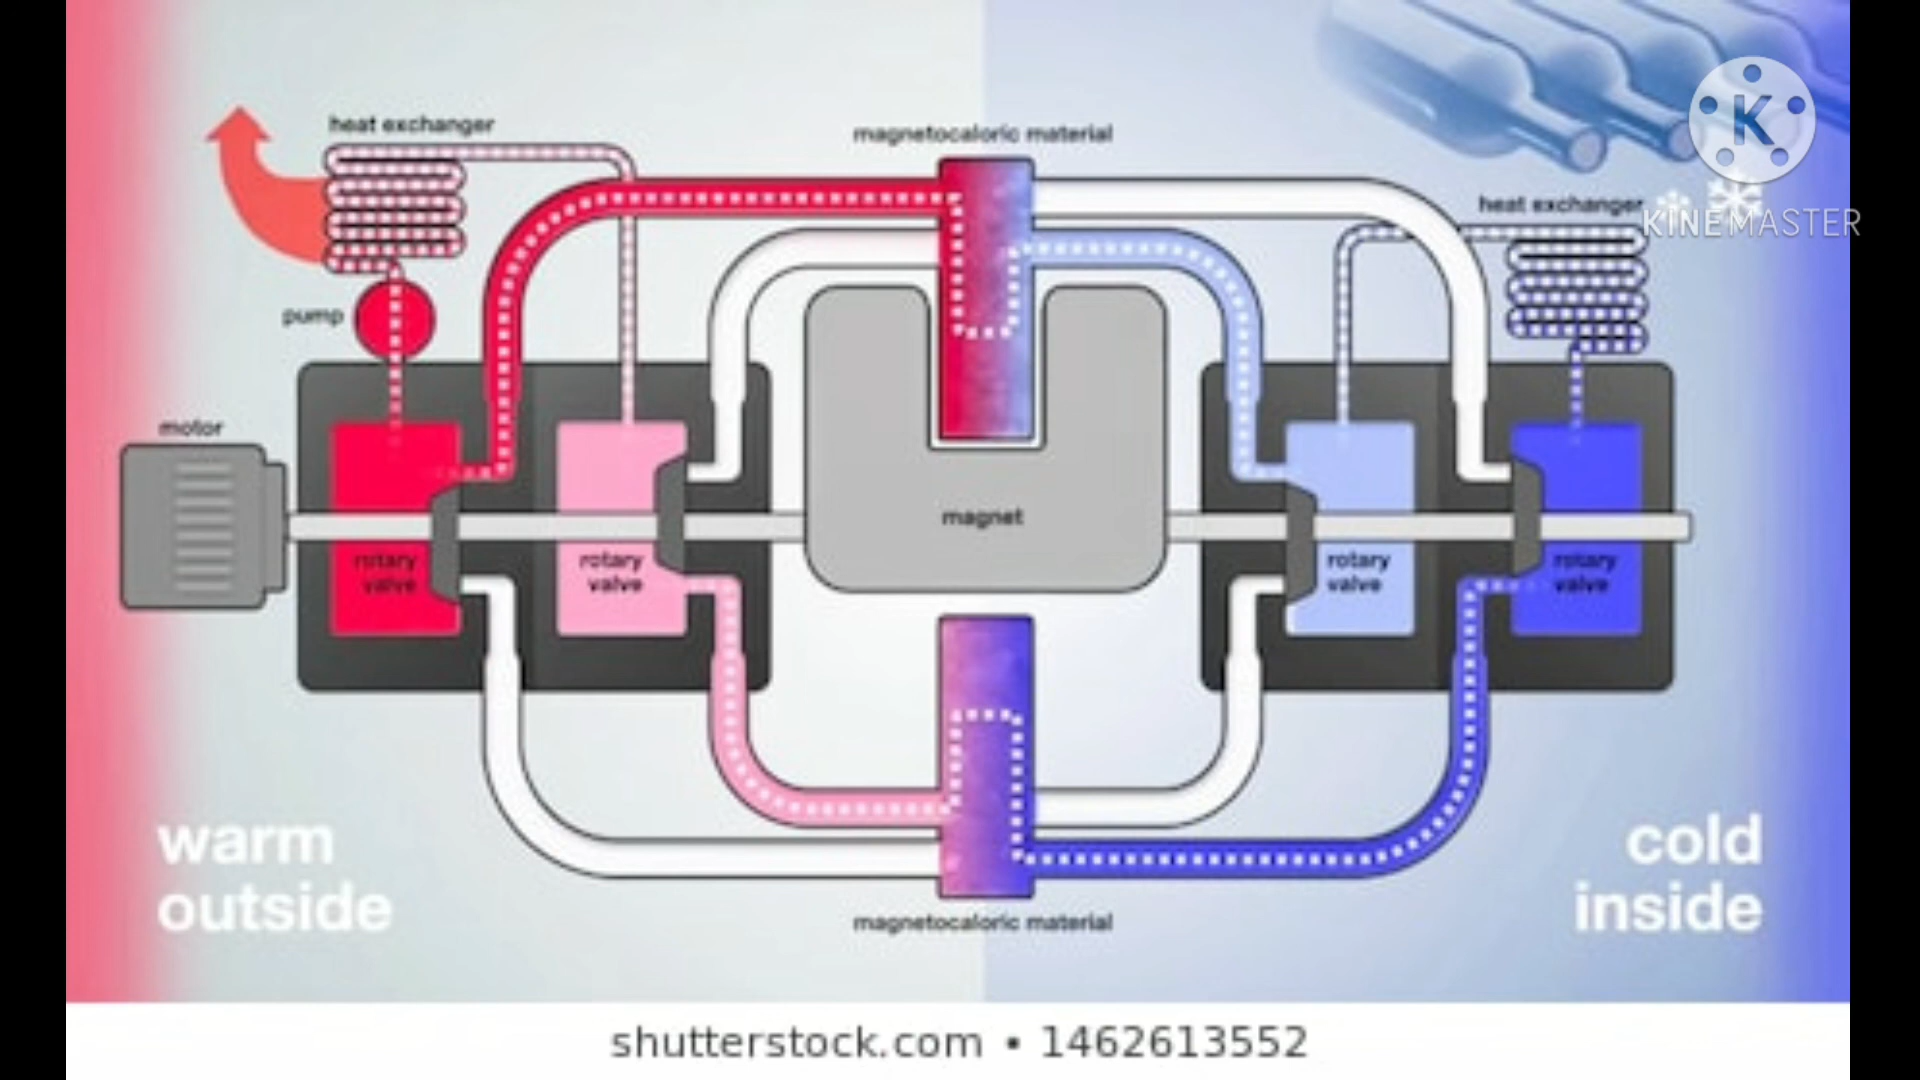 heat exchanger
magnetocaloric material
K
heat exchanger
KINEMASTER
pump
motor
magnet
rotary
valve
rotary
valve
rotary
valve
rotary
valve
warm
outside
cold
inside
magnetocaloric material
shutterstock.com • 1462613552